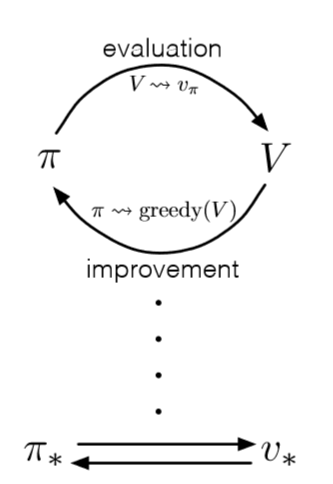 evaluation
V ⇝ v_π
π V
π ⇝ greedy(V)
improvement
π_* v_*